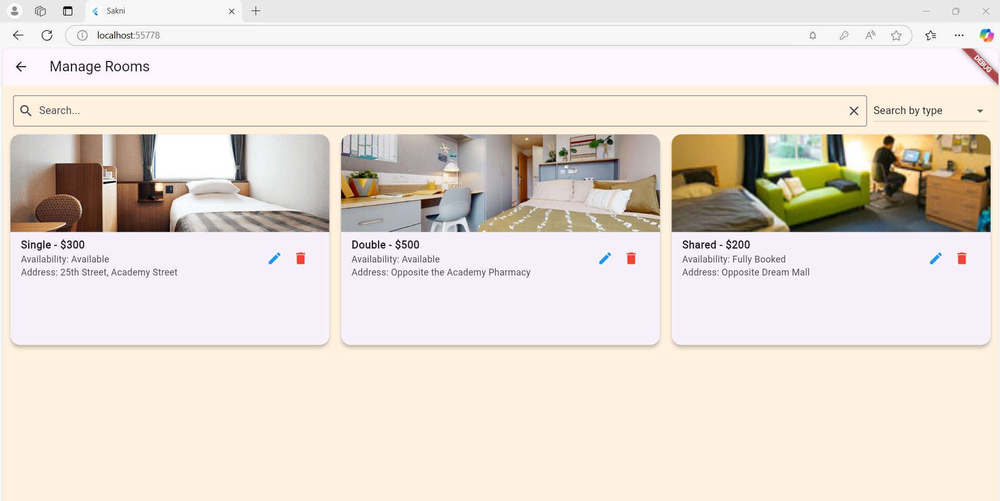 Sakni
localhost:55778
Manage Rooms
DEBUG
Search...
Search by type
Single - $300
Availability: Available
Address: 25th Street, Academy Street
Double - $500
Availability: Available
Address: Opposite the Academy Pharmacy
Shared - $200
Availability: Fully Booked
Address: Opposite Dream Mall